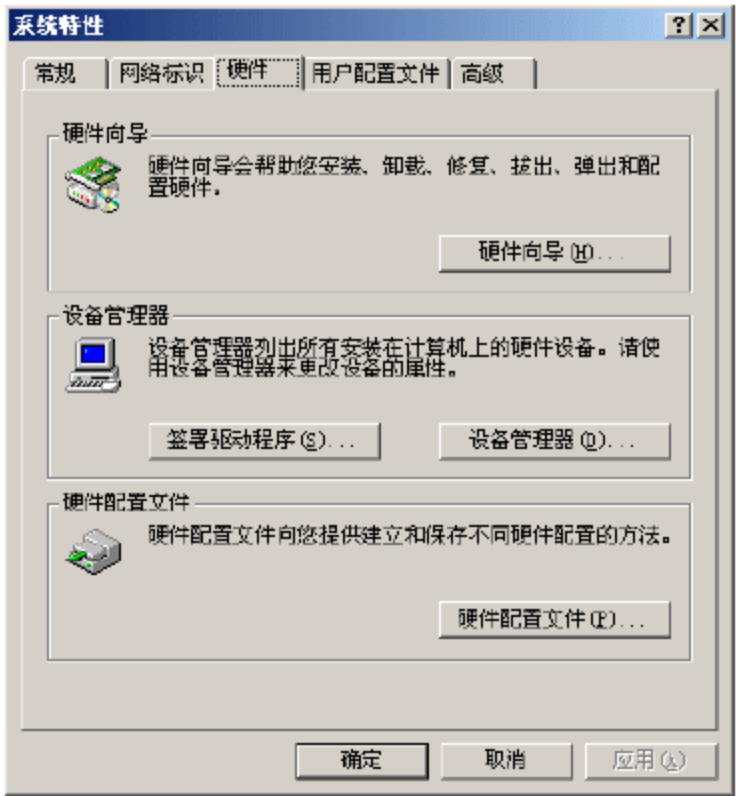 系统特性
常规 网络标识 硬件 用户配置文件 高级
硬件向导
硬件向导会帮助您安装、卸载、修复、拔出、弹出和配
置硬件。
硬件向导(H)...
设备管理器
设备管理器列出所有安装在计算机上的硬件设备。请使
用设备管理器来更改设备的属性。
签署驱动程序(S)... 设备管理器(D)...
硬件配置文件
硬件配置文件向您提供建立和保存不同硬件配置的方法。
硬件配置文件(P)...
确定 取消 应用(A)